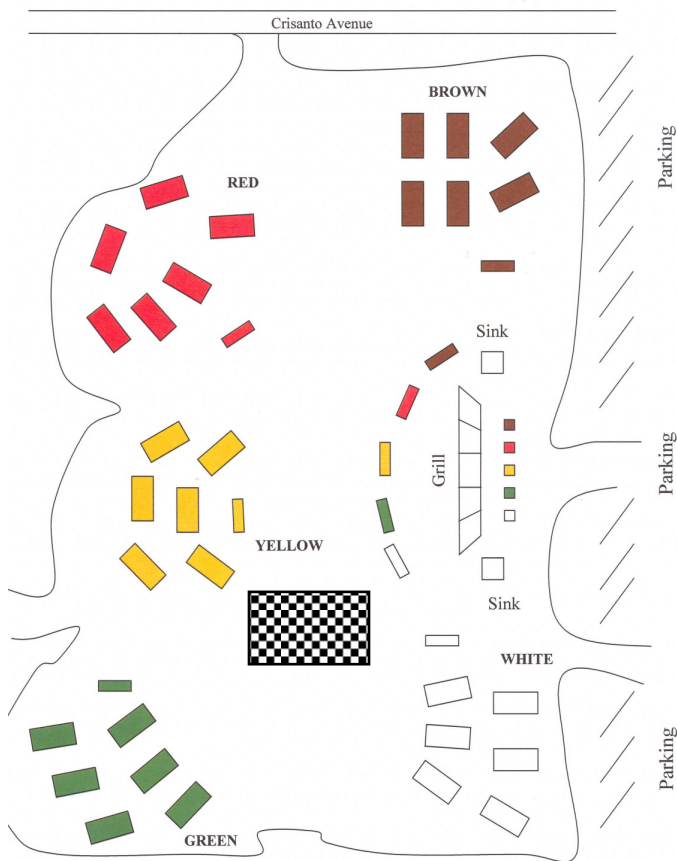 Crisanto Avenue
BROWN
Parking
RED
Sink
Grill
Parking
YELLOW
Sink
WHITE
Parking
GREEN